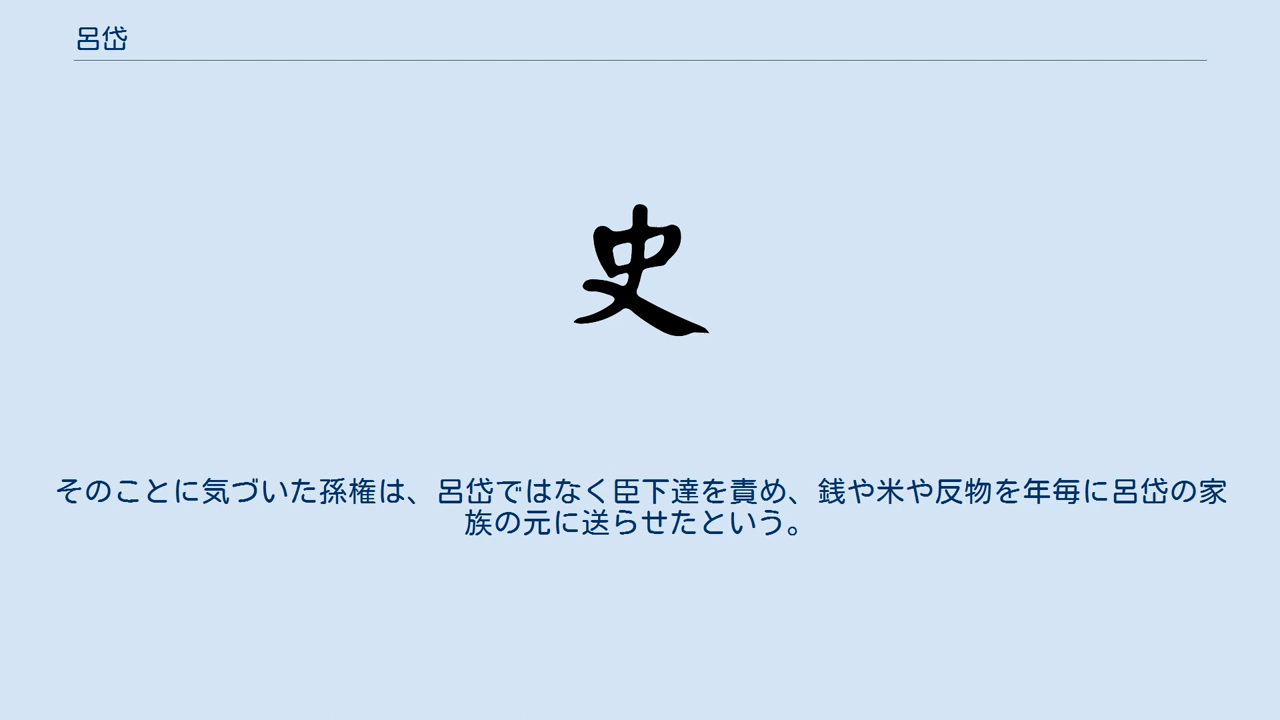 呂岱
史
そのことに気づいた孫権は、呂岱ではなく臣下達を責め、銭や米や反物を年毎に呂岱の家
族の元に送らせたという。